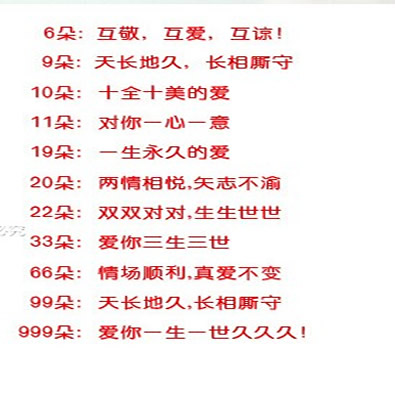 6朵：互敬，互爱，互谅！
9朵：天长地久，长相厮守
10朵：十全十美的爱
11朵：对你一心一意
19朵：一生永久的爱
20朵：两情相悦,矢志不渝
22朵：双双对对,生生世世
33朵：爱你三生三世
必究
66朵：情场顺利,真爱不变
99朵：天长地久,长相厮守
999朵：爱你一生一世久久久！